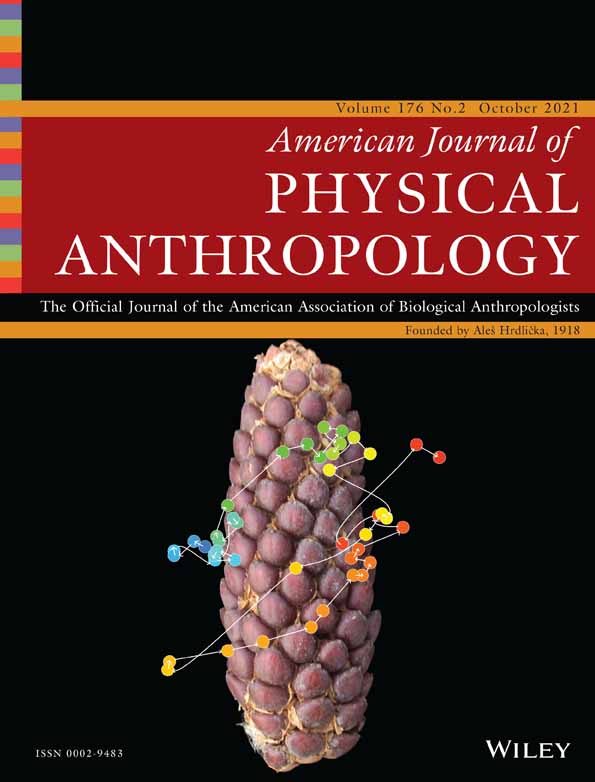 Volume 176 No.2 October 2021
American Journal of
PHYSICAL
ANTHROPOLOGY
The Official Journal of the American Association of Biological Anthropologists
Founded by Aleš Hrdlička, 1918
ISSN 0002-9483
WILEY